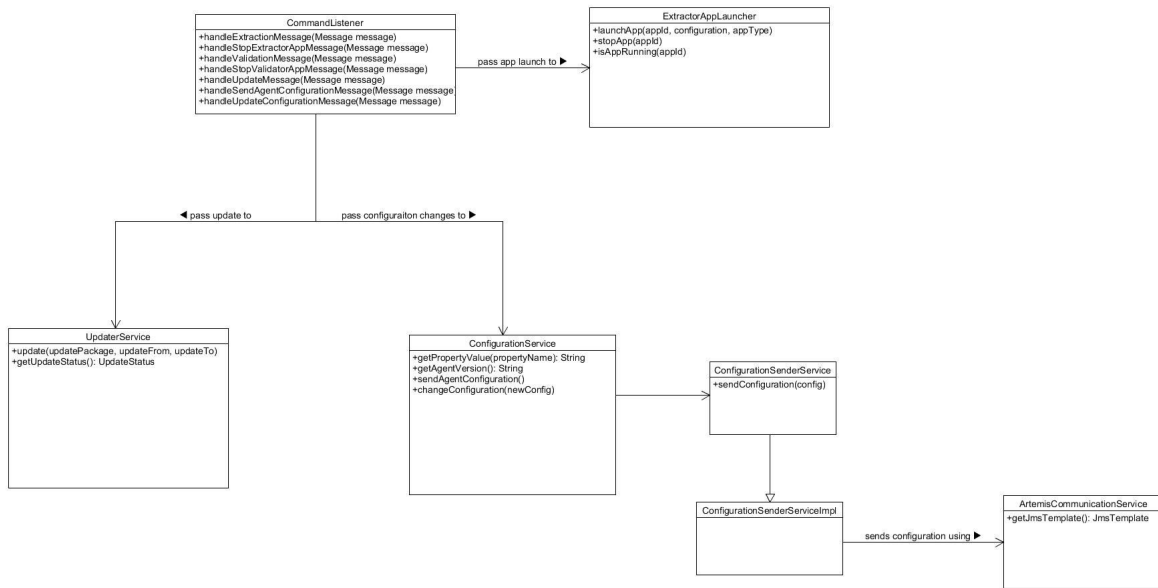 CommandListener
+handleExtractionMessage(Message message)
+handleStopExtractorAppMessage(Message message)
+handleValidationMessage(Message message)
+handleStopValidatorAppMessage(Message message)
+handleUpdateMessage(Message message)
+handleSendAgentConfigurationMessage(Message message)
+handleUpdateConfigurationMessage(Message message)
pass app launch to ▶
ExtractorAppLauncher
+launchApp(appId, configuration, appType)
+stopApp(appId)
+isAppRunning(appId)
◀ pass update to
pass configuraiton changes to ▶
UpdaterService
+update(updatePackage, updateFrom, updateTo)
+getUpdateStatus(): UpdateStatus
ConfigurationService
+getPropertyValue(propertyName): String
+getAgentVersion(): String
+sendAgentConfiguration()
+changeConfiguration(newConfig)
ConfigurationSenderService
+sendConfiguration(config)
ConfigurationSenderServiceImpl
sends configuration using ▶
ArtemisCommunicationService
+getJmsTemplate(): JmsTemplate